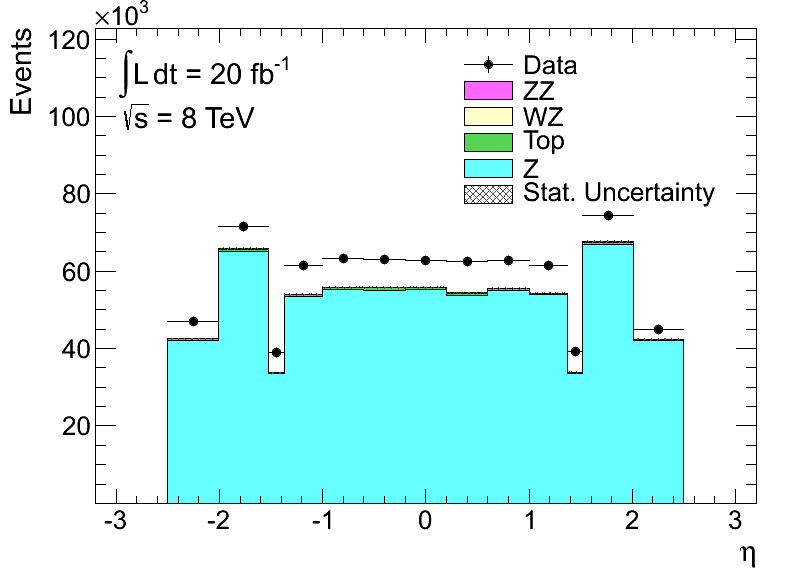 ×10³
Events
120
100
80
60
40
20
∫L dt = 20 fb⁻¹
√s = 8 TeV
Data
ZZ
WZ
Top
Z
Stat. Uncertainty
-3 -2 -1 0 1 2 3
η